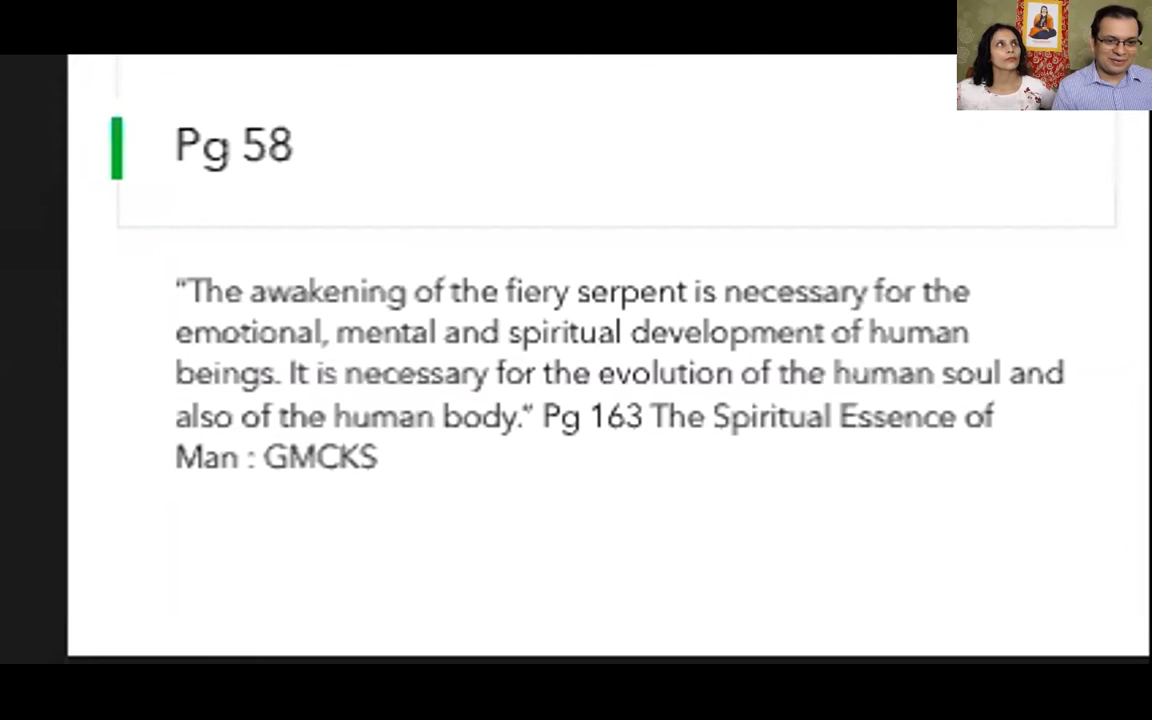 Pg 58
“The awakening of the fiery serpent is necessary for the
emotional, mental and spiritual development of human
beings. It is necessary for the evolution of the human soul and
also of the human body.” Pg 163 The Spiritual Essence of
Man : GMCKS